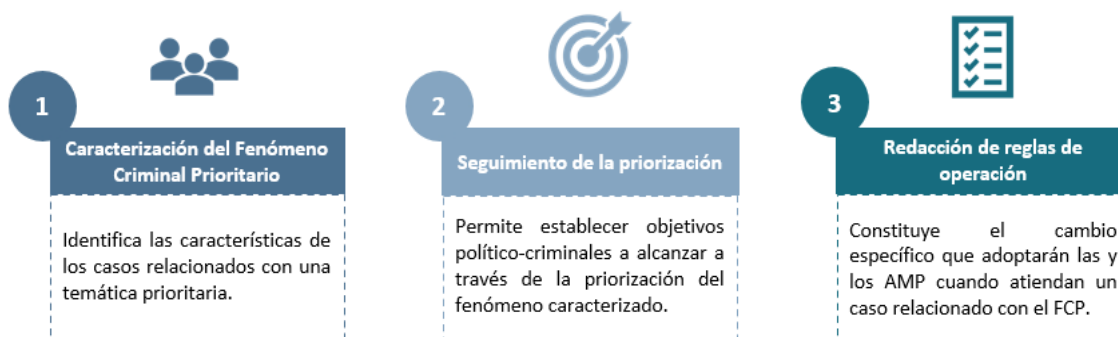 1
Caracterización del Fenómeno
Criminal Prioritario
Identifica las características de
los casos relacionados con una
temática prioritaria.
2
Seguimiento de la priorización
Permite establecer objetivos
político-criminales a alcanzar a
través de la priorización del
fenómeno caracterizado.
3
Redacción de reglas de
operación
Constituye el cambio
específico que adoptarán las y
los AMP cuando atiendan un
caso relacionado con el FCP.